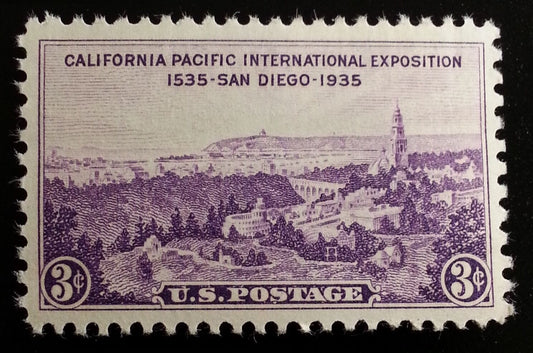 CALIFORNIA PACIFIC INTERNATIONAL EXPOSITION
1535-SAN DIEGO-1935
3¢ U.S. POSTAGE 3¢